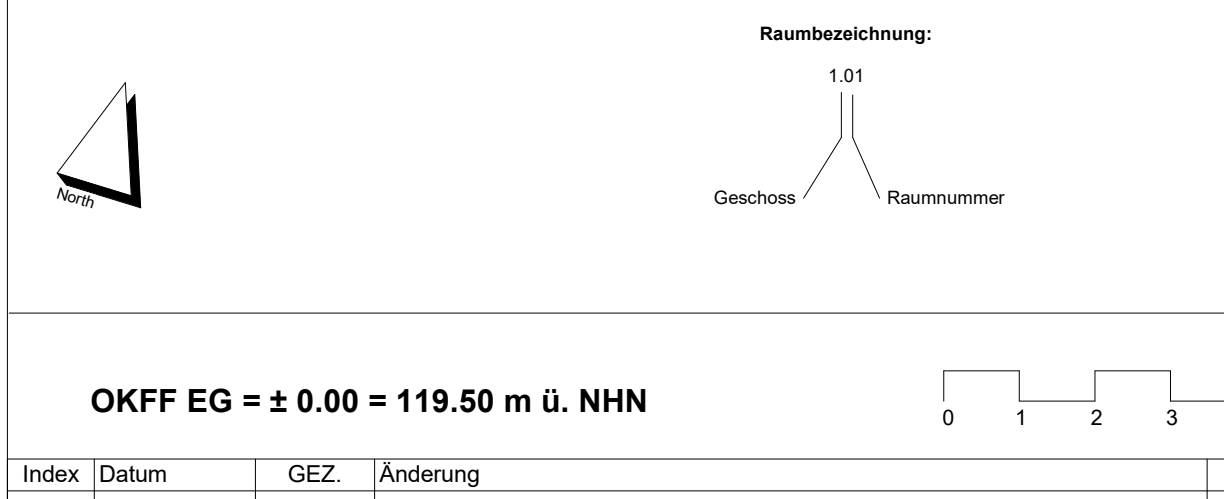 Raumbezeichnung:
1.01
North
Geschoss Raumnummer
OKFF EG = ± 0.00 = 119.50 m ü. NHN
0 1 2 3
Index Datum GEZ. Änderung